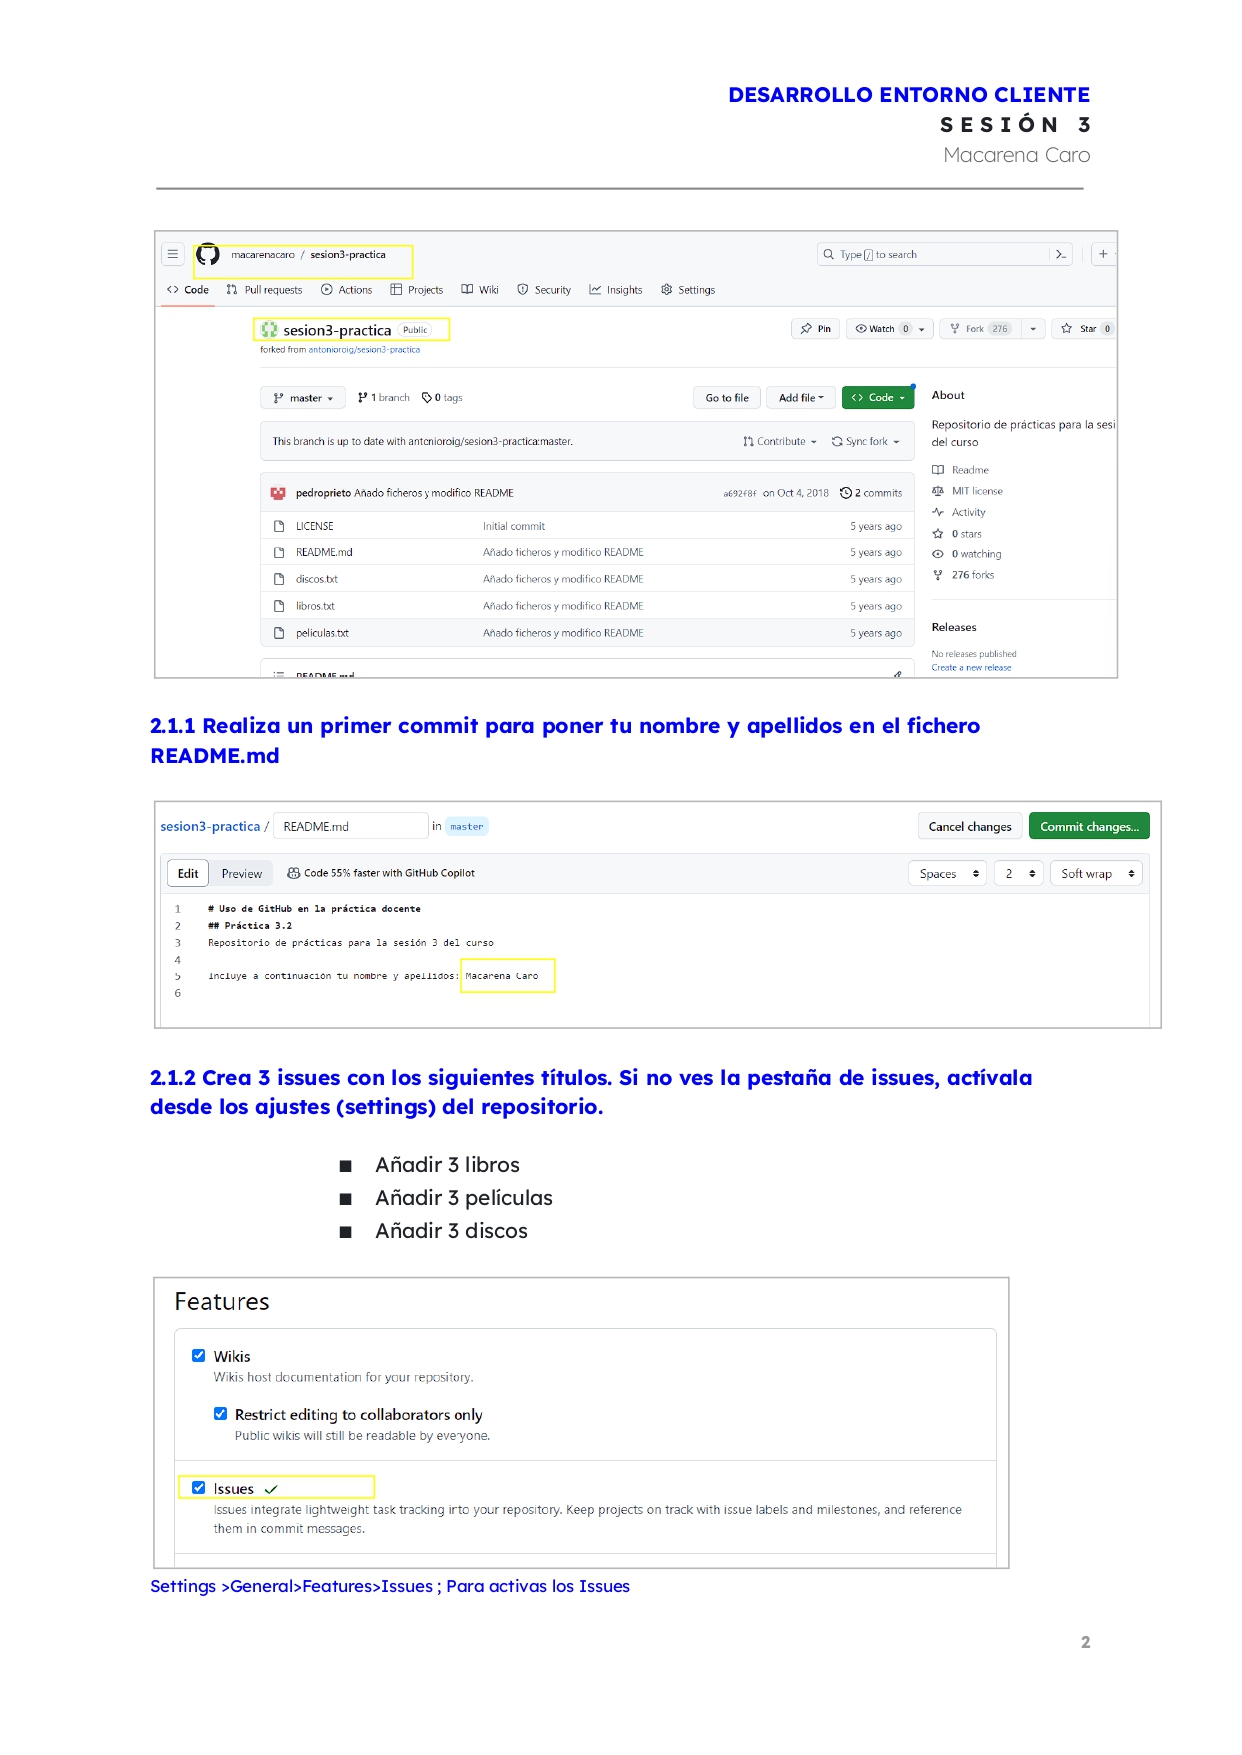 DESARROLLO ENTORNO CLIENTE
SESIÓN 3
Macarena Caro
macarenacaro / sesion3-practica
Type / to search
Code Pull requests Actions Projects Wiki Security Insights Settings
sesion3-practica Public
Pin Watch 0 Fork 276 Star 0
forked from antonioroig/sesion3-practica
master 1 branch 0 tags Go to file Add file Code
About
Repositorio de prácticas para la sesi
del curso
This branch is up to date with antonioroig/sesion3-practica:master. Contribute Sync fork
Readme
MIT license
Activity
0 stars
0 watching
276 forks
pedroprieto Añado ficheros y modifico README a692f8f on Oct 4, 2018 2 commits
LICENSE Initial commit 5 years ago
README.md Añado ficheros y modifico README 5 years ago
discos.txt Añado ficheros y modifico README 5 years ago
libros.txt Añado ficheros y modifico README 5 years ago
peliculas.txt Añado ficheros y modifico README 5 years ago
Releases
No releases published
Create a new release
README.md
2.1.1 Realiza un primer commit para poner tu nombre y apellidos en el fichero
README.md
sesion3-practica / README.md in master Cancel changes Commit changes...
Edit Preview Code 55% faster with GitHub Copilot Spaces 2 Soft wrap
1 # Uso de GitHub en la práctica docente
2 ## Práctica 3.2
3 Repositorio de prácticas para la sesión 3 del curso
4
5 Incluye a continuación tu nombre y apellidos: Macarena Caro
6
2.1.2 Crea 3 issues con los siguientes títulos. Si no ves la pestaña de issues, actívala
desde los ajustes (settings) del repositorio.
■ Añadir 3 libros
■ Añadir 3 películas
■ Añadir 3 discos
Features
Wikis
Wikis host documentation for your repository.
Restrict editing to collaborators only
Public wikis will still be readable by everyone.
Issues
Issues integrate lightweight task tracking into your repository. Keep projects on track with issue labels and milestones, and reference
them in commit messages.
Settings >General>Features>Issues ; Para activas los Issues
2